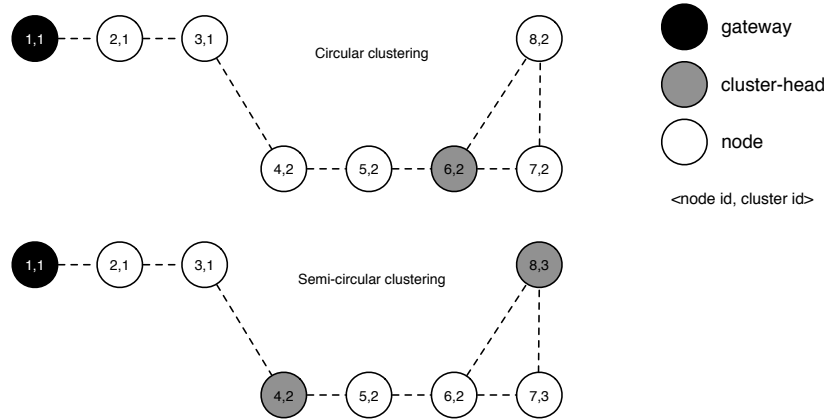 1,1
2,1
3,1
Circular clustering
8,2
4,2
5,2
6,2
7,2
gateway
cluster-head
node
<node id, cluster id>
1,1
2,1
3,1
Semi-circular clustering
8,3
4,2
5,2
6,2
7,3